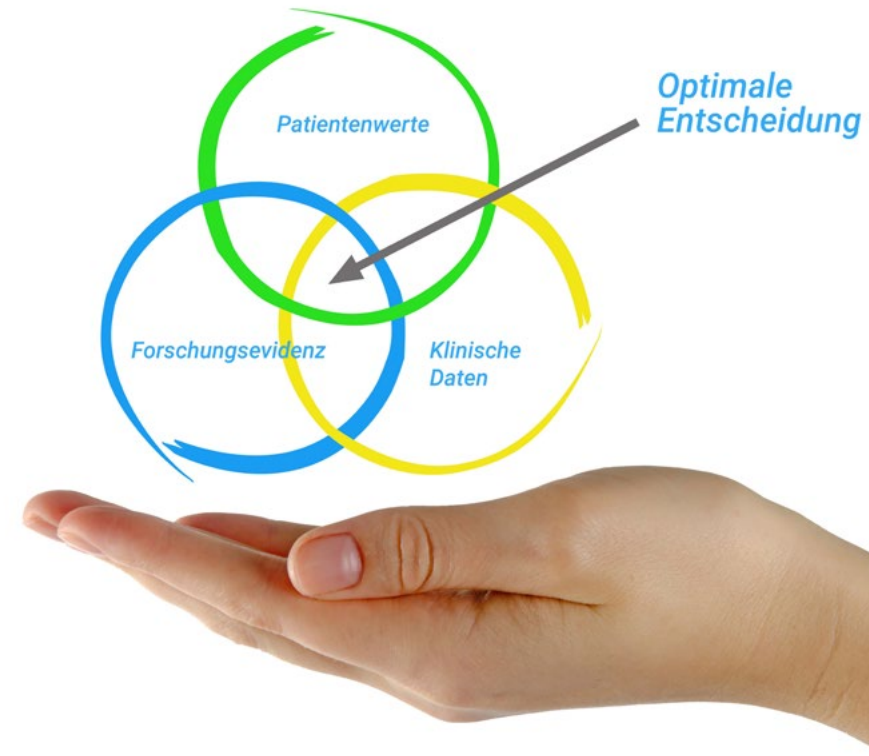 Optimale
Entscheidung
Patientenwerte
Forschungsevidenz
Klinische
Daten